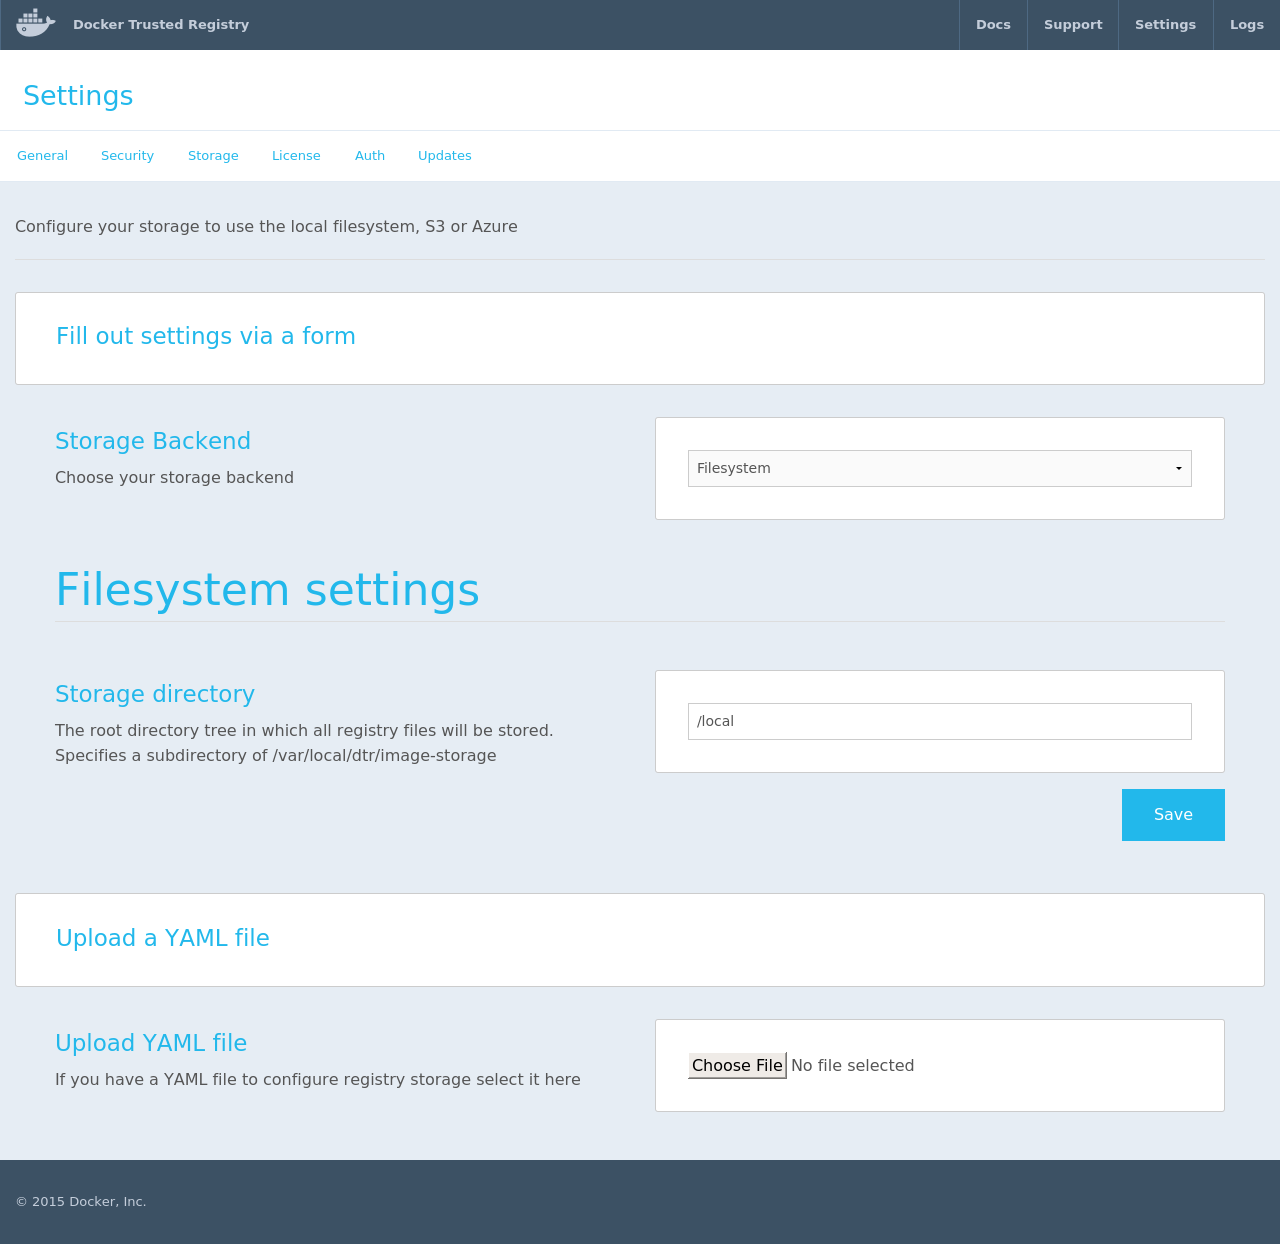 Docker Trusted Registry
Docs
Support
Settings
Logs
Settings
General
Security
Storage
License
Auth
Updates
Configure your storage to use the local filesystem, S3 or Azure
Fill out settings via a form
Storage Backend
Choose your storage backend
Filesystem
Filesystem settings
Storage directory
The root directory tree in which all registry files will be stored.
Specifies a subdirectory of /var/local/dtr/image-storage
/local
Save
Upload a YAML file
Upload YAML file
If you have a YAML file to configure registry storage select it here
Choose File No file selected
© 2015 Docker, Inc.